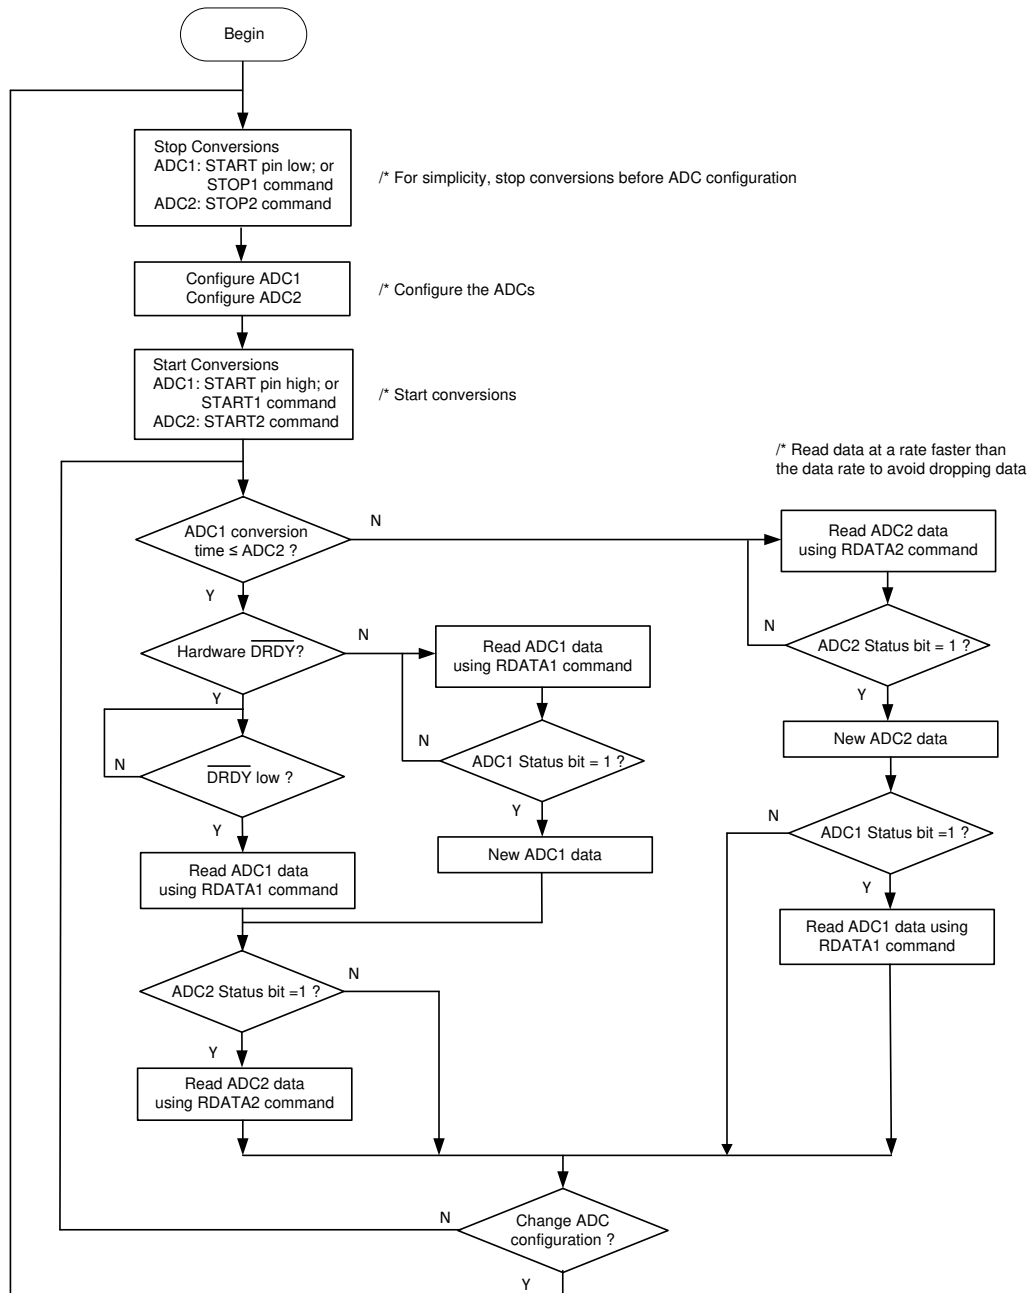 Begin
Stop Conversions
ADC1: START pin low; or
STOP1 command
ADC2: STOP2 command
/* For simplicity, stop conversions before ADC configuration
Configure ADC1
Configure ADC2
/* Configure the ADCs
Start Conversions
ADC1: START pin high; or
START1 command
ADC2: START2 command
/* Start conversions
/* Read data at a rate faster than
the data rate to avoid dropping data
ADC1 conversion
time ≤ ADC2 ?
N
Y
Read ADC2 data
using RDATA2 command
Hardware DRDY?
N
Y
Read ADC1 data
using RDATA1 command
ADC2 Status bit = 1 ?
N
Y
DRDY low ?
N
Y
ADC1 Status bit = 1 ?
N
Y
New ADC2 data
ADC1 Status bit =1 ?
N
Y
Read ADC1 data
using RDATA1 command
New ADC1 data
Read ADC1 data using
RDATA1 command
ADC2 Status bit =1 ?
N
Y
Read ADC2 data
using RDATA2 command
Change ADC
configuration ?
N
Y